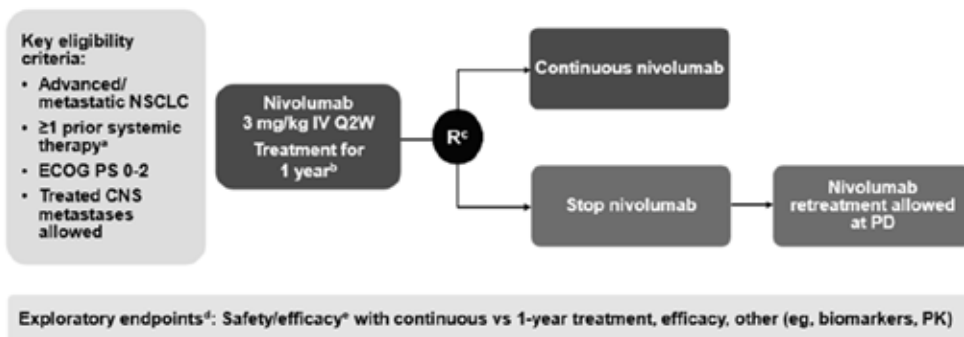 Key eligibility
criteria:
• Advanced/
metastatic NSCLC
• ≥1 prior systemic
therapyᵃ
• ECOG PS 0-2
• Treated CNS
metastases
allowed
Nivolumab
3 mg/kg IV Q2W
Treatment for
1 yearᵇ
Rᶜ
Continuous nivolumab
Stop nivolumab
Nivolumab
retreatment allowed
at PD
Exploratory endpointsᵈ: Safety/efficacyᵉ with continuous vs 1-year treatment, efficacy, other (eg, biomarkers, PK)